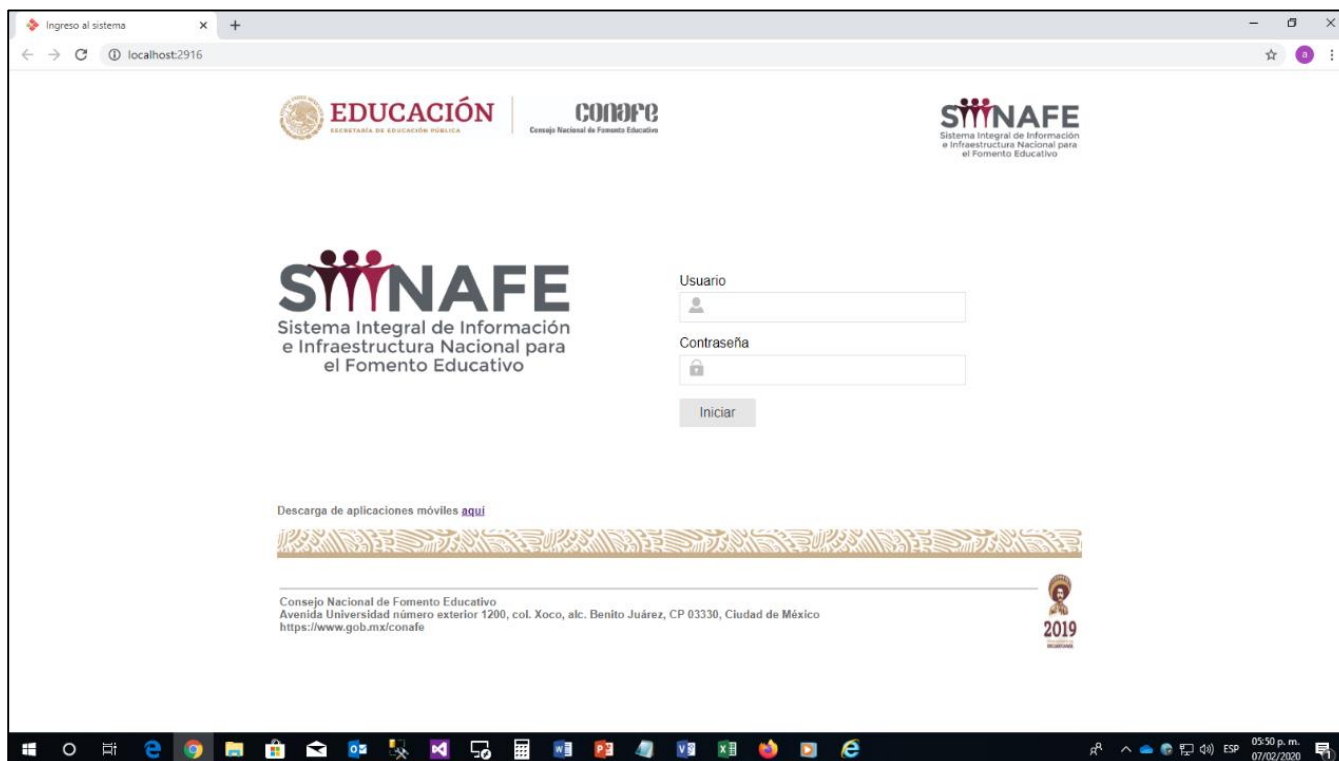 Ingreso al sistema
localhost:2916
a
EDUCACIÓN
SECRETARÍA DE EDUCACIÓN PÚBLICA
conafe
Consejo Nacional de Fomento Educativo
SIIINAFE
Sistema Integral de Información
e Infraestructura Nacional para
el Fomento Educativo
SIIINAFE
Sistema Integral de Información
e Infraestructura Nacional para
el Fomento Educativo
Usuario
Contraseña
Iniciar
Descarga de aplicaciones móviles aquí
Consejo Nacional de Fomento Educativo
Avenida Universidad número exterior 1200, col. Xoco, alc. Benito Juárez, CP 03330, Ciudad de México
https://www.gob.mx/conafe
2019
ESP
05:50 p. m.
07/02/2020